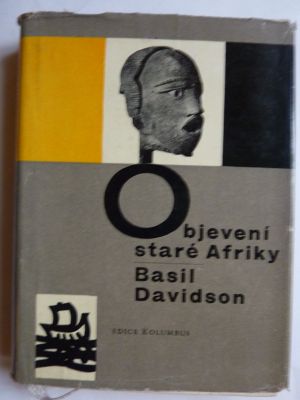 Objevení
staré Afriky
Basil
Davidson
EDICE KOLUMBUS